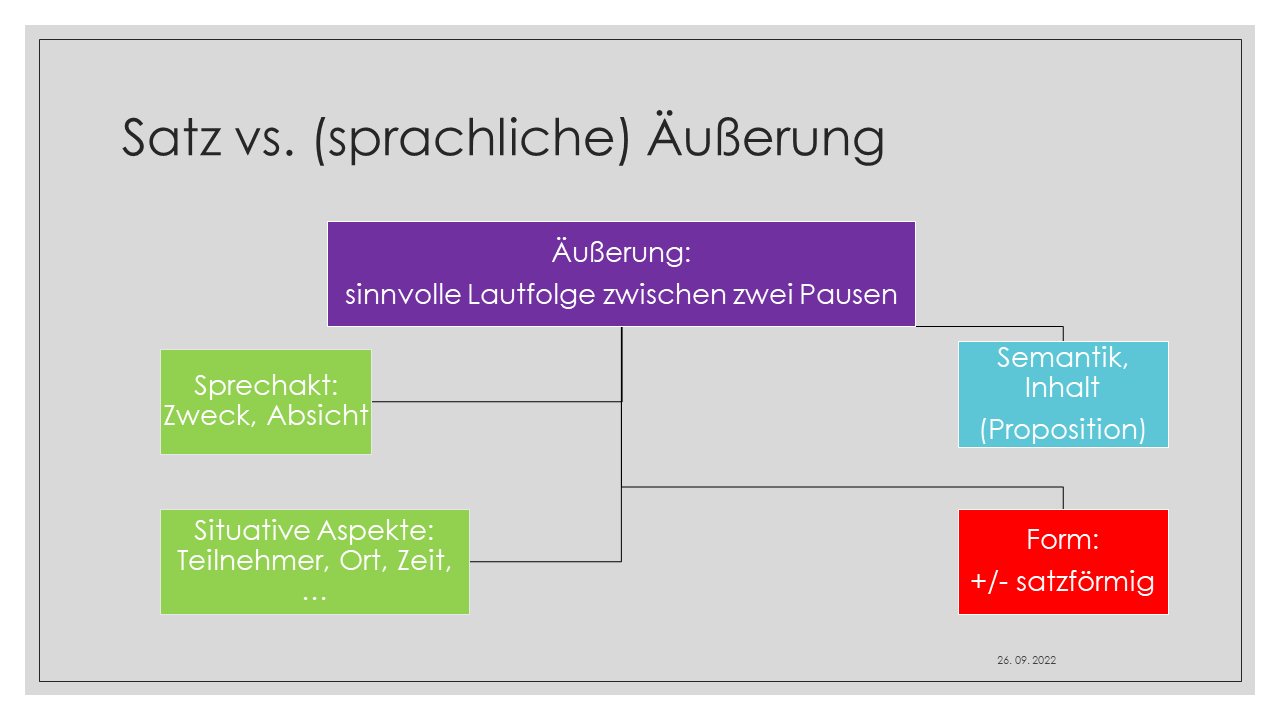 Satz vs. (sprachliche) Äußerung
Äußerung:
sinnvolle Lautfolge zwischen zwei Pausen
Sprechakt:
Zweck, Absicht
Semantik,
Inhalt
(Proposition)
Situative Aspekte:
Teilnehmer, Ort, Zeit,
…
Form:
+/- satzförmig
26. 09. 2022